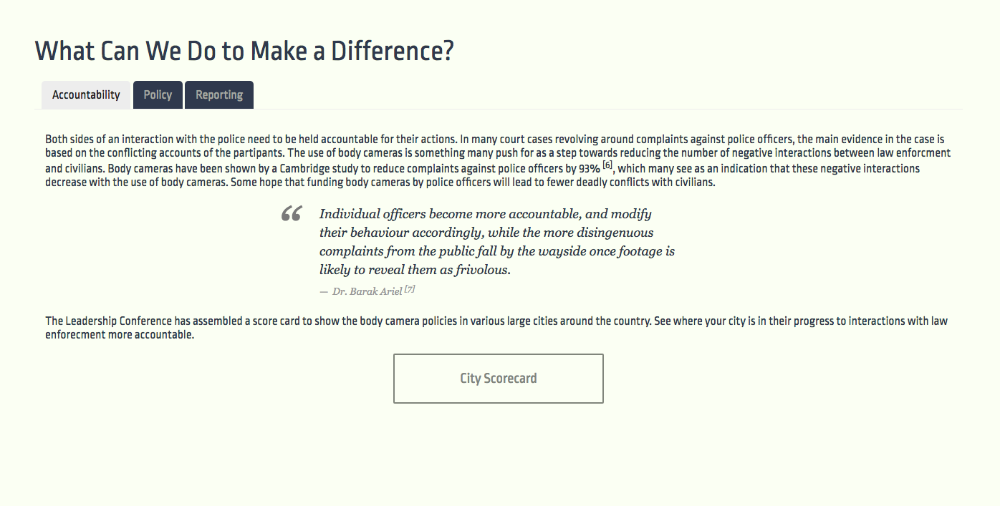 What Can We Do to Make a Difference?
Accountability Policy Reporting
Both sides of an interaction with the police need to be held accountable for their actions. In many court cases revolving around complaints against police officers, the main evidence in the case is
based on the conflicting accounts of the partipants. The use of body cameras is something many push for as a step towards reducing the number of negative interactions between law enforcment
and civilians. Body cameras have been shown by a Cambridge study to reduce complaints against police officers by 93% [6], which many see as an indication that these negative interactions
decrease with the use of body cameras. Some hope that funding body cameras by police officers will lead to fewer deadly conflicts with civilians.
“ Individual officers become more accountable, and modify
their behaviour accordingly, while the more disingenuous
complaints from the public fall by the wayside once footage is
likely to reveal them as frivolous.
— Dr. Barak Ariel [7]
The Leadership Conference has assembled a score card to show the body camera policies in various large cities around the country. See where your city is in their progress to interactions with law
enforecment more accountable.
City Scorecard